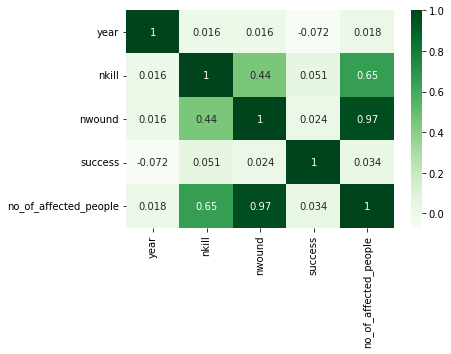 year 1 0.016 0.016 -0.072 0.018
nkill 0.016 1 0.44 0.051 0.65
nwound 0.016 0.44 1 0.024 0.97
success -0.072 0.051 0.024 1 0.034
no_of_affected_people 0.018 0.65 0.97 0.034 1
year
nkill
nwound
success
no_of_affected_people
1.0
0.8
0.6
0.4
0.2
0.0